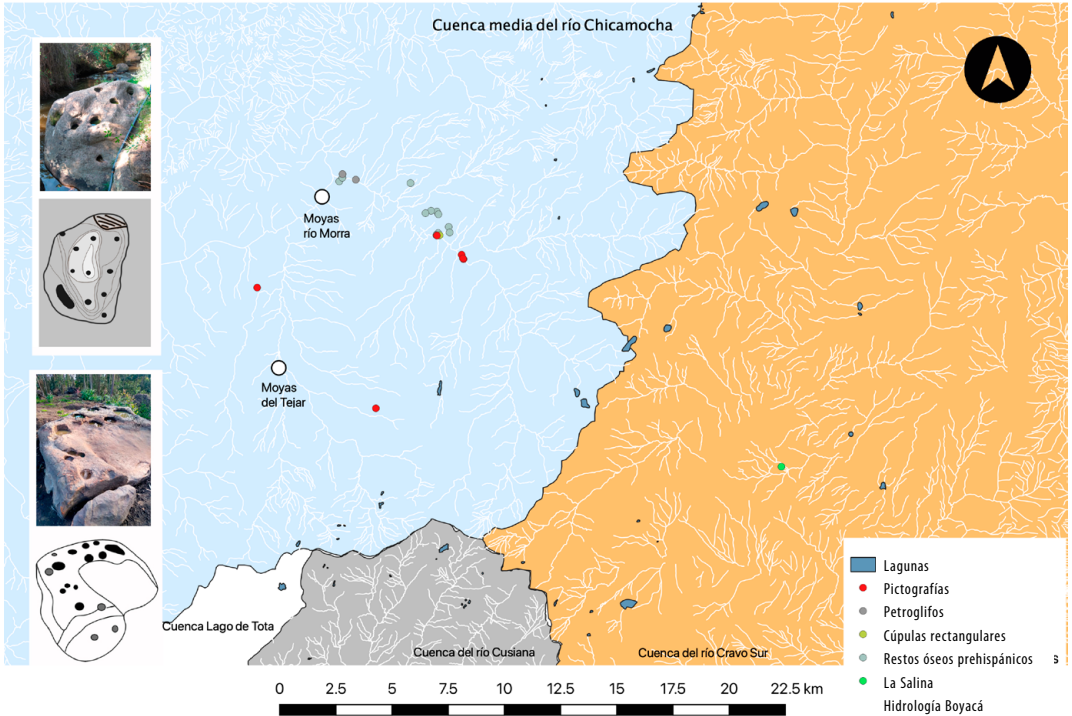 Cuenca media del río Chicamocha
Moyas
río Morra
Moyas
del Tejar
Cuenca Lago de Tota
Cuenca del río Cusiana
Cuenca del río Cravo Sur
Lagunas
Pictografías
Petroglifos
Cúpulas rectangulares
Restos óseos prehispánicos s
La Salina
Hidrología Boyacá
0 2.5 5 7.5 10 12.5 15 17.5 20 22.5 km